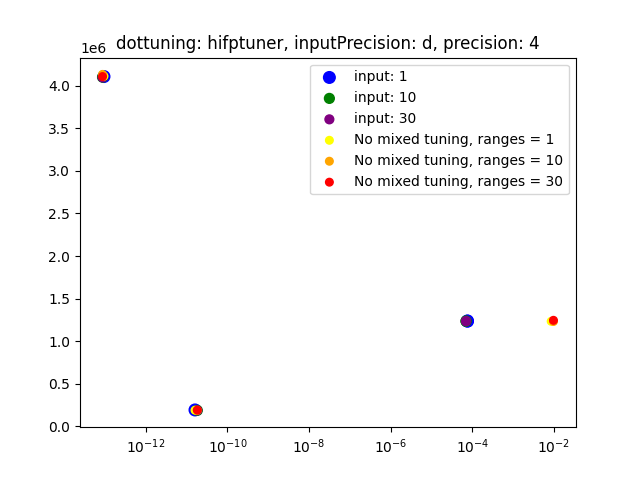 dottuning: hifptuner, inputPrecision: d, precision: 4
1e6
input: 1
input: 10
input: 30
No mixed tuning, ranges = 1
No mixed tuning, ranges = 10
No mixed tuning, ranges = 30
4.0
3.5
3.0
2.5
2.0
1.5
1.0
0.5
0.0
10⁻¹² 10⁻¹⁰ 10⁻⁸ 10⁻⁶ 10⁻⁴ 10⁻²